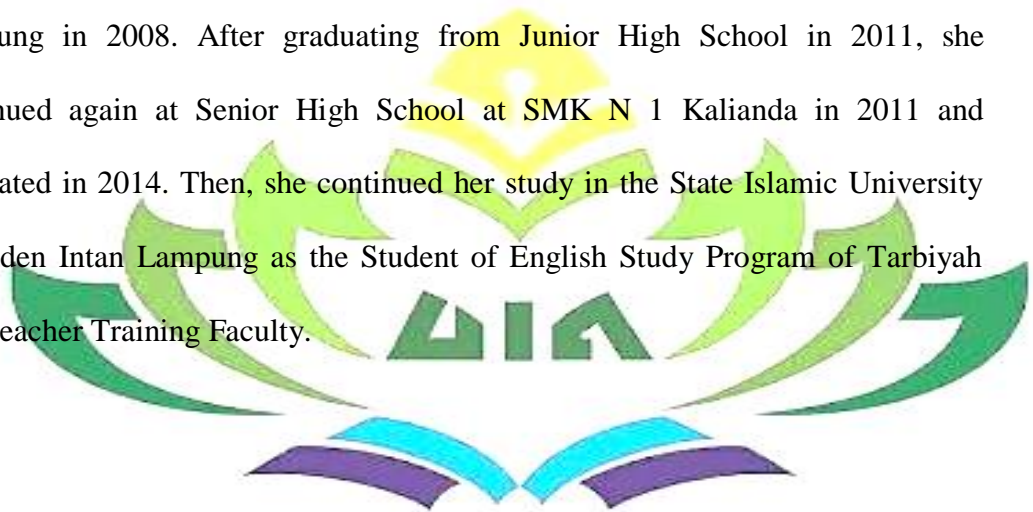 ung in 2008. After graduating from Junior High School in 2011, she
nued again at Senior High School at SMK N 1 Kalianda in 2011 and
ated in 2014. Then, she continued her study in the State Islamic University
den Intan Lampung as the Student of English Study Program of Tarbiyah
eacher Training Faculty.
UIN